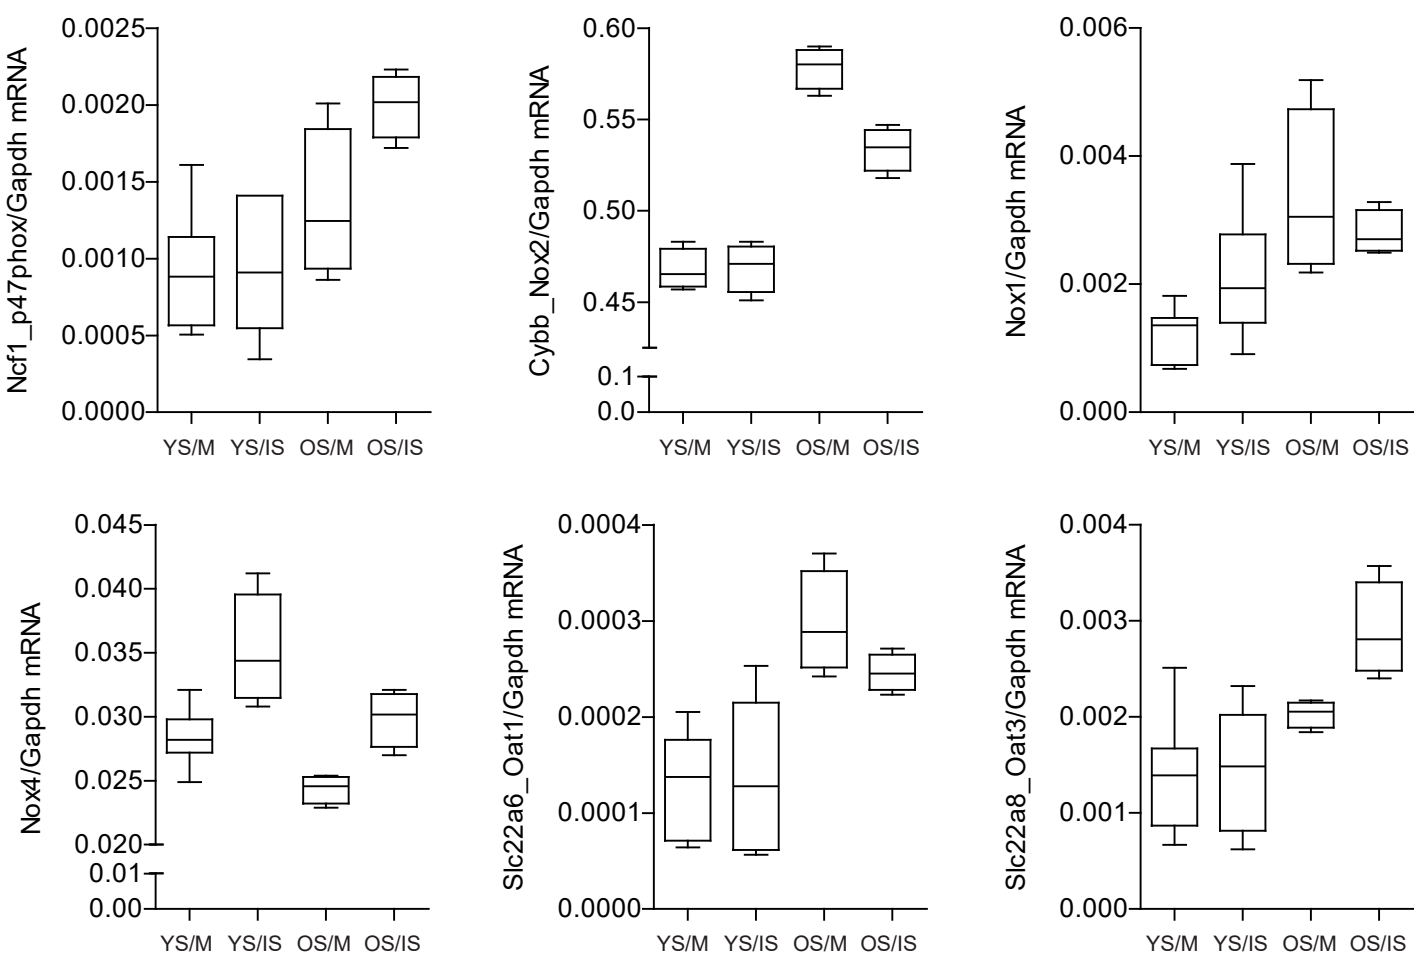 Ncf1_p47phox/Gapdh mRNA
0.0025
0.0020
0.0015
0.0010
0.0005
0.0000
YS/M YS/IS OS/M OS/IS
Cybb_Nox2/Gapdh mRNA
0.60
0.55
0.50
0.45
0.1
0.0
YS/M YS/IS OS/M OS/IS
Nox1/Gapdh mRNA
0.006
0.004
0.002
0.000
YS/M YS/IS OS/M OS/IS
Nox4/Gapdh mRNA
0.045
0.040
0.035
0.030
0.025
0.020
0.01
0.00
YS/M YS/IS OS/M OS/IS
Slc22a6_Oat1/Gapdh mRNA
0.0004
0.0003
0.0002
0.0001
0.0000
YS/M YS/IS OS/M OS/IS
Slc22a8_Oat3/Gapdh mRNA
0.004
0.003
0.002
0.001
0.000
YS/M YS/IS OS/M OS/IS